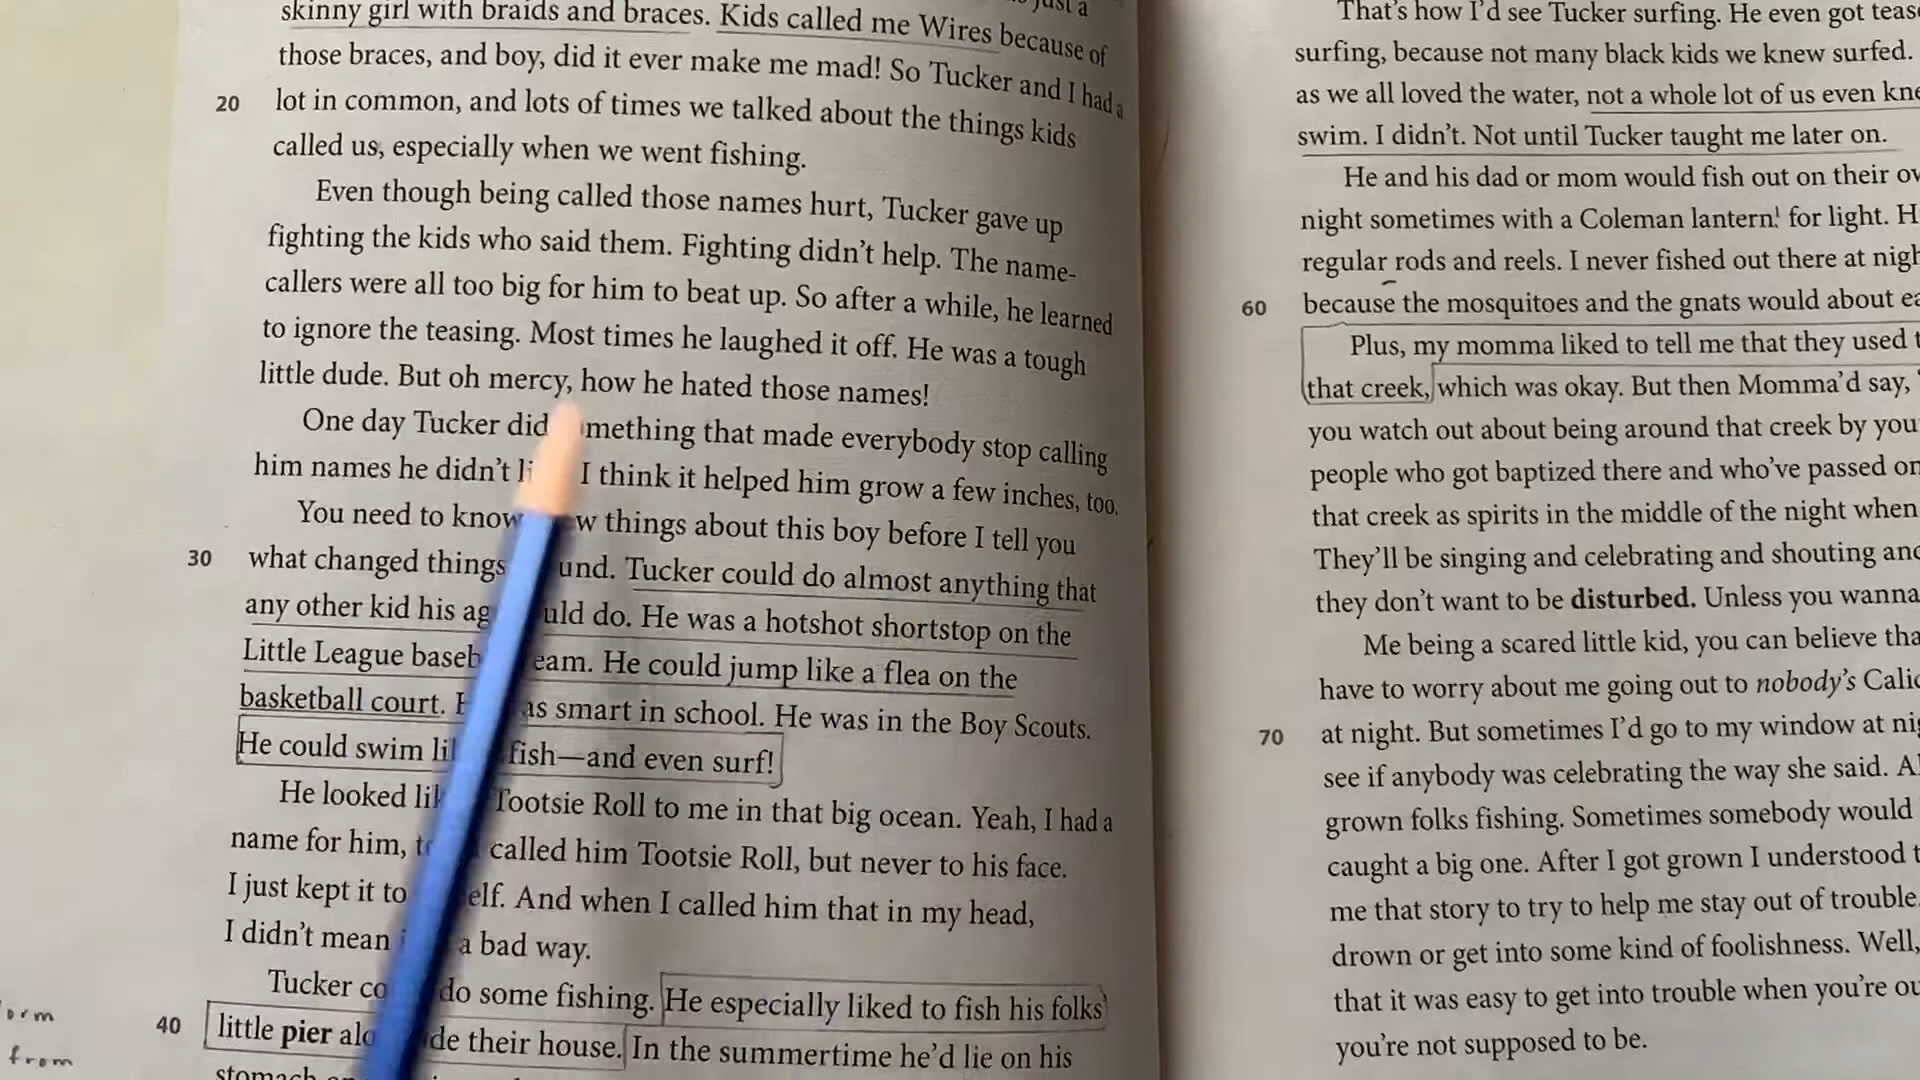 skinny girl with braids and braces. Kids called me Wires because of
those braces, and boy, did it ever make me mad! So Tucker and I had a
20 lot in common, and lots of times we talked about the things kids
called us, especially when we went fishing.
Even though being called those names hurt, Tucker gave up
fighting the kids who said them. Fighting didn't help. The name-
callers were all too big for him to beat up. So after a while, he learned
to ignore the teasing. Most times he laughed it off. He was a tough
little dude. But oh mercy, how he hated those names!
One day Tucker did mething that made everybody stop calling
him names he didn't I think it helped him grow a few inches, too.
You need to know w things about this boy before I tell you
30 what changed things und. Tucker could do almost anything that
any other kid his ag uld do. He was a hotshot shortstop on the
Little League baseb eam. He could jump like a flea on the
basketball court. as smart in school. He was in the Boy Scouts.
He could swim fish—and even surf!
He looked Tootsie Roll to me in that big ocean. Yeah, I had a
name for him, called him Tootsie Roll, but never to his face.
I just kept it to elf. And when I called him that in my head,
I didn't mean a bad way.
Tucker co do some fishing. He especially liked to fish his folks'
40 little pier alo de their house. In the summertime he'd lie on his
stomach
orm
from
That's how I'd see Tucker surfing. He even got teas
surfing, because not many black kids we knew surfed.
as we all loved the water, not a whole lot of us even kne
swim. I didn't. Not until Tucker taught me later on.
He and his dad or mom would fish out on their ow
night sometimes with a Coleman lantern¹ for light. H
regular rods and reels. I never fished out there at nigh
60 because the mosquitoes and the gnats would about ea
Plus, my momma liked to tell me that they used t
that creek, which was okay. But then Momma'd say, "
you watch out about being around that creek by you
people who got baptized there and who've passed on
that creek as spirits in the middle of the night when
They'll be singing and celebrating and shouting and
they don't want to be disturbed. Unless you wanna
Me being a scared little kid, you can believe tha
have to worry about me going out to nobody's Calic
70 at night. But sometimes I'd go to my window at nig
see if anybody was celebrating the way she said. A
grown folks fishing. Sometimes somebody would
caught a big one. After I got grown I understood t
me that story to try to help me stay out of trouble.
drown or get into some kind of foolishness. Well,
that it was easy to get into trouble when you're ou
you're not supposed to be.